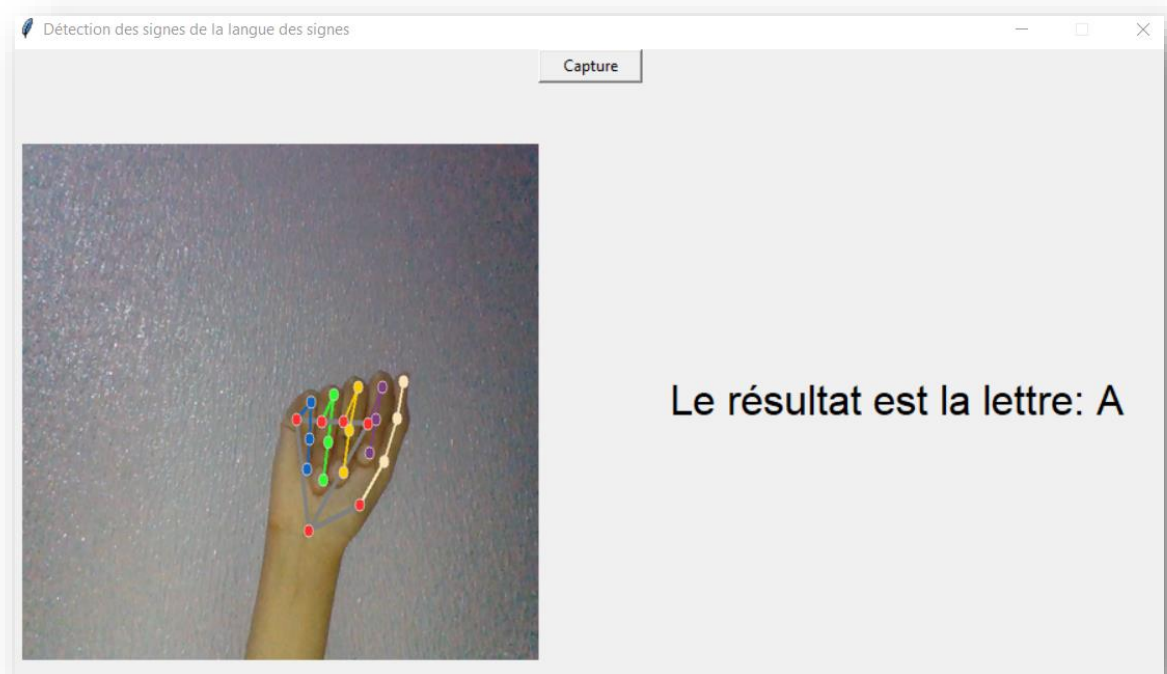 Détection des signes de la langue des signes
Capture
Le résultat est la lettre: A